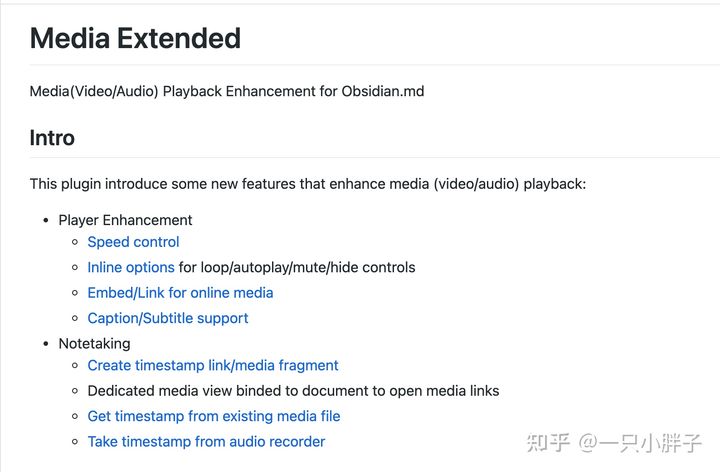 Media Extended
Media(Video/Audio) Playback Enhancement for Obsidian.md
Intro
This plugin introduce some new features that enhance media (video/audio) playback:
• Player Enhancement
◦ Speed control
◦ Inline options for loop/autoplay/mute/hide controls
◦ Embed/Link for online media
◦ Caption/Subtitle support
• Notetaking
◦ Create timestamp link/media fragment
◦ Dedicated media view binded to document to open media links
◦ Get timestamp from existing media file
◦ Take timestamp from audio recorder
知乎 @一只小胖子